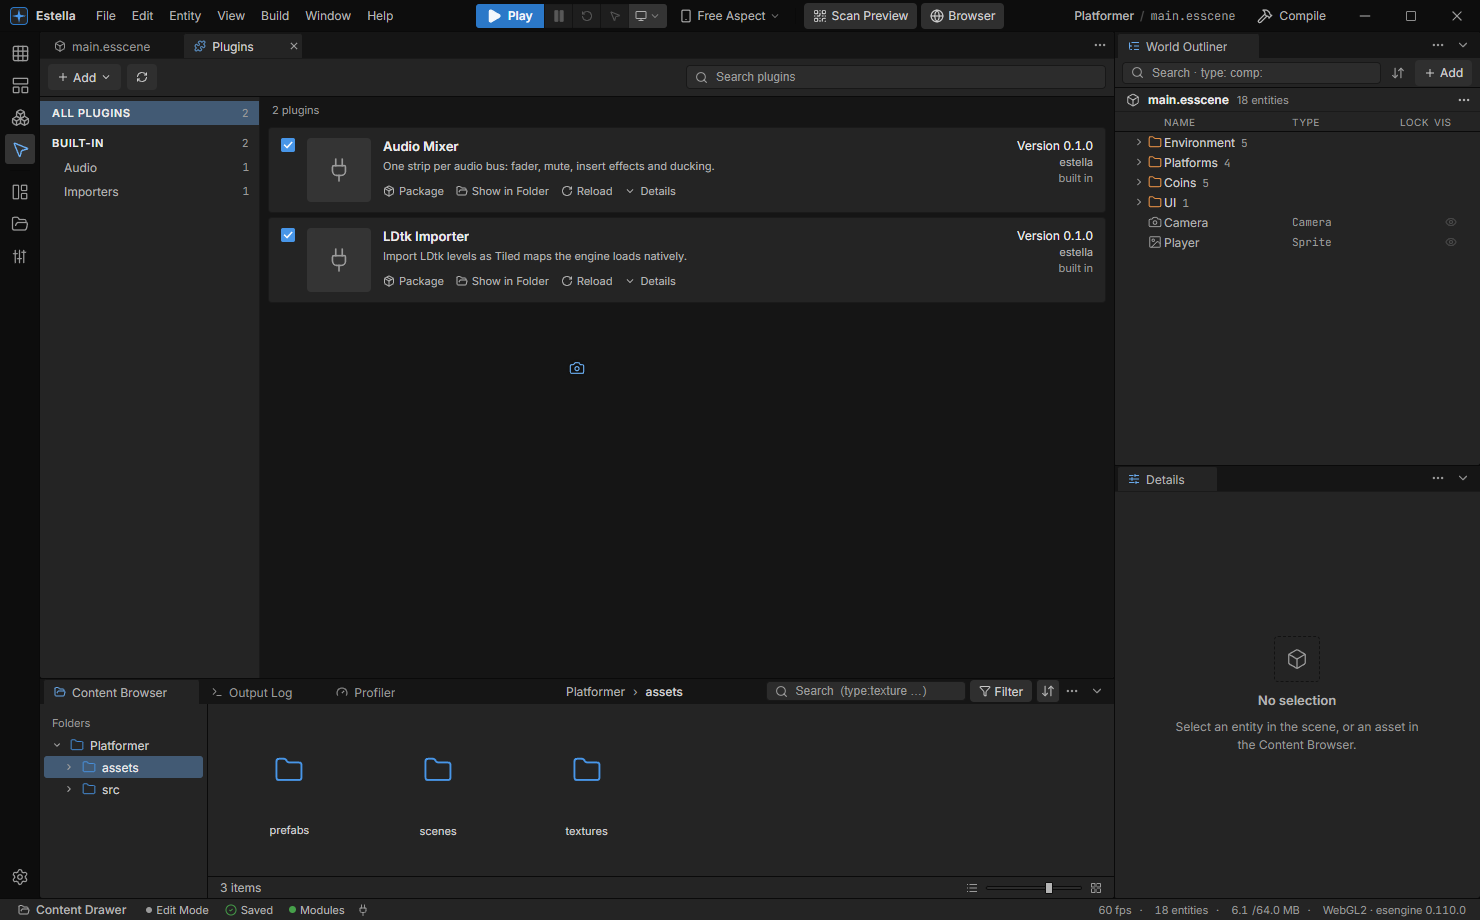 Estella File Edit Entity View Build Window Help Play Free Aspect Scan Preview Browser Platformer / main.esscene Compile
main.esscene Plugins
World Outliner
Add
Search plugins
Search · type: comp:
Add
ALL PLUGINS 2
BUILT-IN 2
Audio 1
Importers 1
2 plugins
Audio Mixer
One strip per audio bus: fader, mute, insert effects and ducking.
Package Show in Folder Reload Details
Version 0.1.0
estella
built in
LDtk Importer
Import LDtk levels as Tiled maps the engine loads natively.
Package Show in Folder Reload Details
Version 0.1.0
estella
built in
main.esscene 18 entities
NAME TYPE LOCK VIS
Environment 5
Platforms 4
Coins 5
UI 1
Camera Camera
Player Sprite
Details
No selection
Select an entity in the scene, or an asset in
the Content Browser.
Content Browser Output Log Profiler Platformer › assets Search (type:texture ...) Filter
Folders
Platformer
assets
src
prefabs scenes textures
3 items
Content Drawer Edit Mode Saved Modules 60 fps · 18 entities · 6.1 /64.0 MB · WebGL2 · esengine 0.110.0